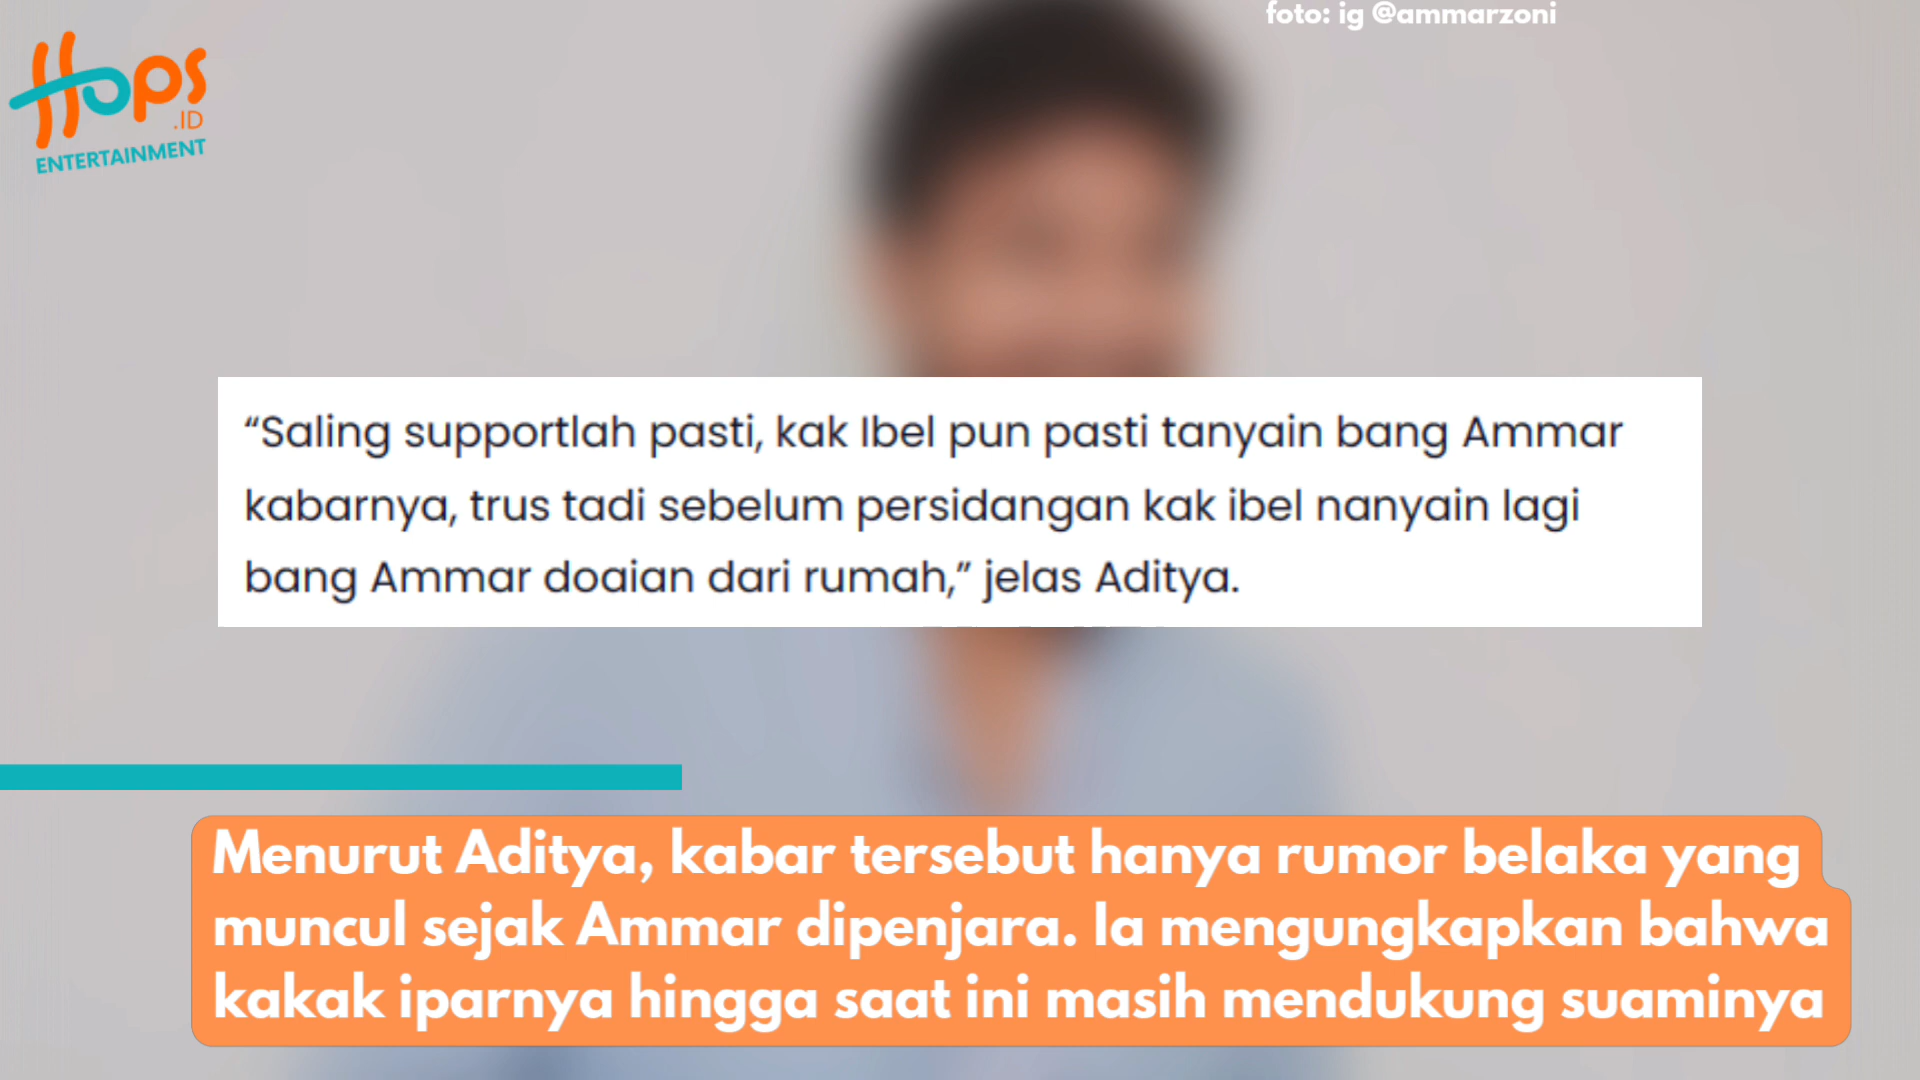 foto: ig @ammarzoni
Hops
.ID
ENTERTAINMENT
“Saling supportlah pasti, kak Ibel pun pasti tanyain bang Ammar
kabarnya, trus tadi sebelum persidangan kak ibel nanyain lagi
bang Ammar doaian dari rumah,” jelas Aditya.
Menurut Aditya, kabar tersebut hanya rumor belaka yang
muncul sejak Ammar dipenjara. Ia mengungkapkan bahwa
kakak iparnya hingga saat ini masih mendukung suaminya